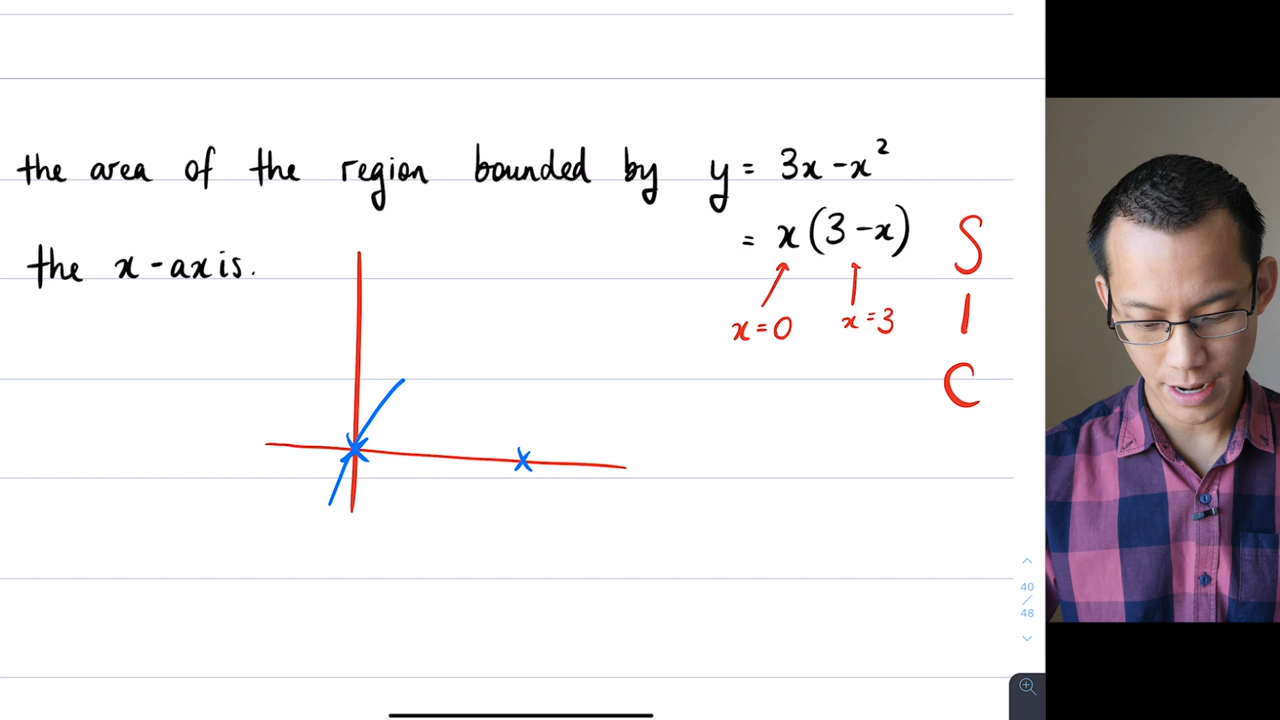 the area of the region bounded by y = 3x - x²
= x(3 - x)
the x-axis.
x = 0
x = 3
S
I
C
40
/
48